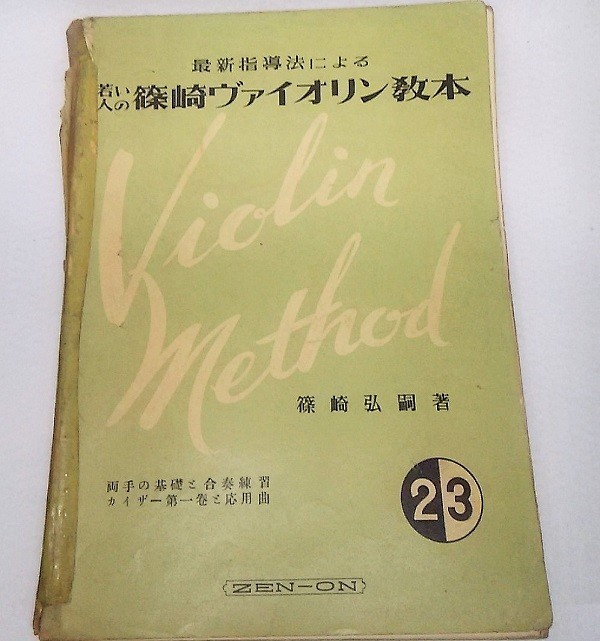 最新指導法による
若い人の 篠崎ヴァイオリン教本
Violin
Method
篠崎弘嗣著
両手の基礎と合奏練習
カイザー第一巻と応用曲
23
ZEN-ON